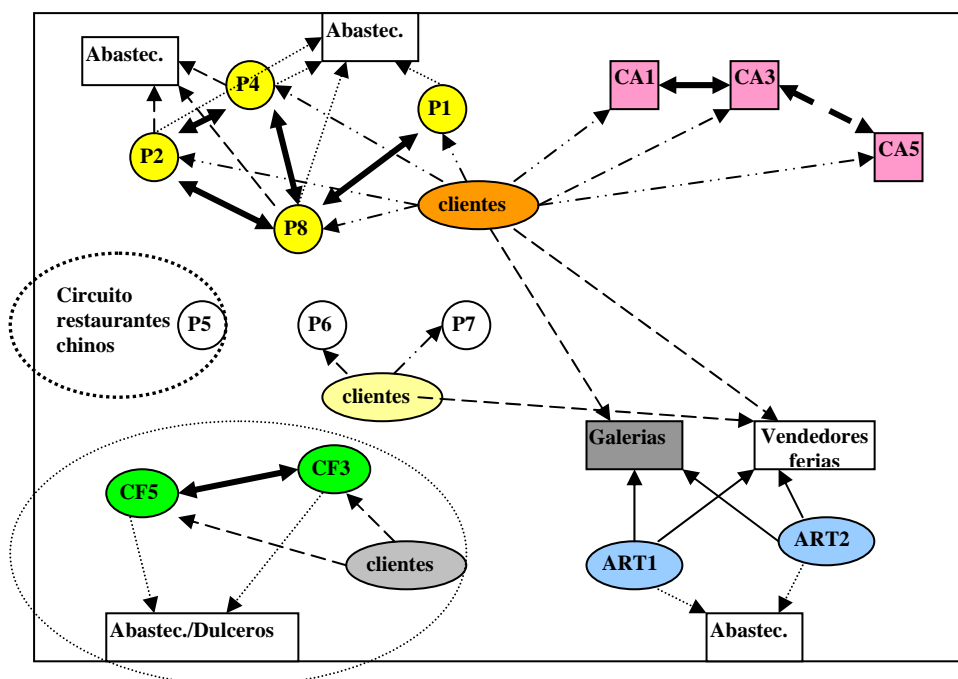 Abastec.
Abastec.
P4
P1
P2
P8
CA1
CA3
CA5
clientes
Circuito
restaurantes
chinos
P5
P6
P7
clientes
Galerias
Vendedores
ferias
CF5
CF3
clientes
ART1
ART2
Abastec./Dulceros
Abastec.